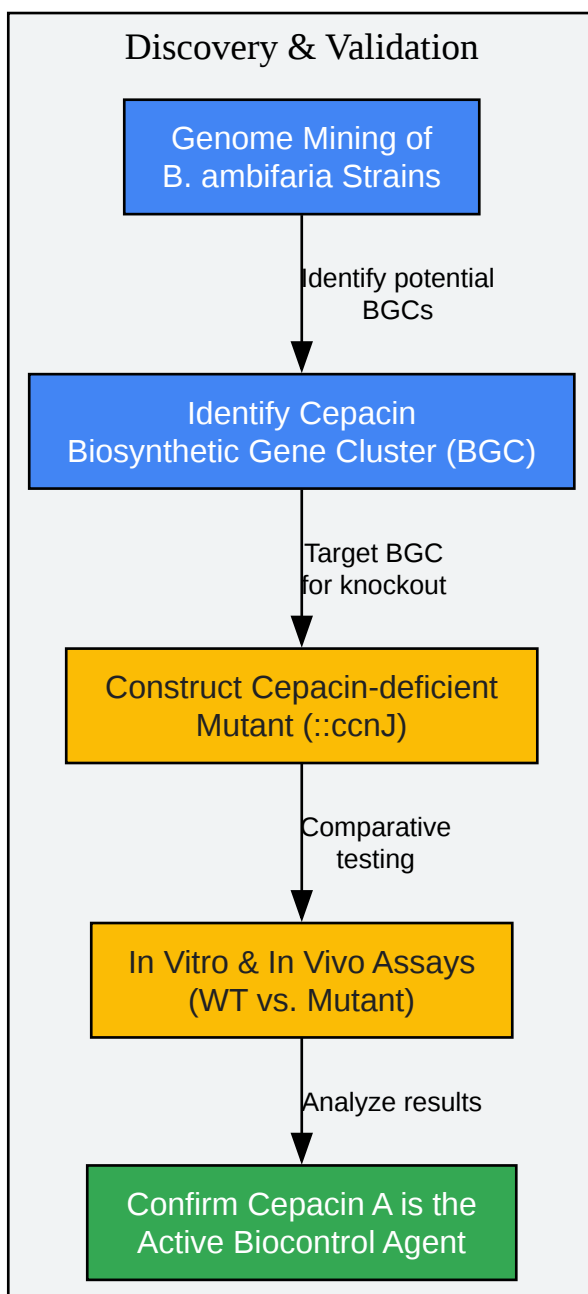 Discovery & Validation
Genome Mining of
B. ambifaria Strains
Identify potential
BGCs
Identify Cepacin
Biosynthetic Gene Cluster (BGC)
Target BGC
for knockout
Construct Cepacin-deficient
Mutant (::ccnJ)
Comparative
testing
In Vitro & In Vivo Assays
(WT vs. Mutant)
Analyze results
Confirm Cepacin A is the
Active Biocontrol Agent